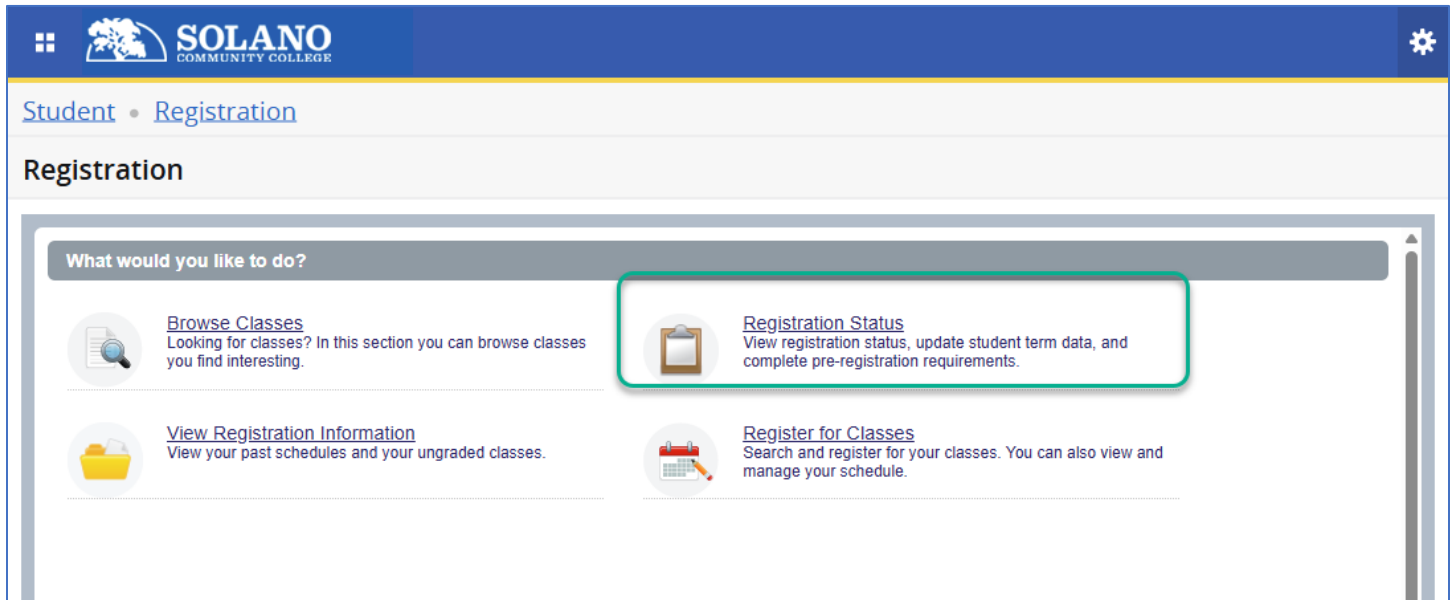 SOLANO
COMMUNITY COLLEGE
Student • Registration
Registration
What would you like to do?
Browse Classes
Looking for classes? In this section you can browse classes
you find interesting.
Registration Status
View registration status, update student term data, and
complete pre-registration requirements.
View Registration Information
View your past schedules and your ungraded classes.
Register for Classes
Search and register for your classes. You can also view and
manage your schedule.